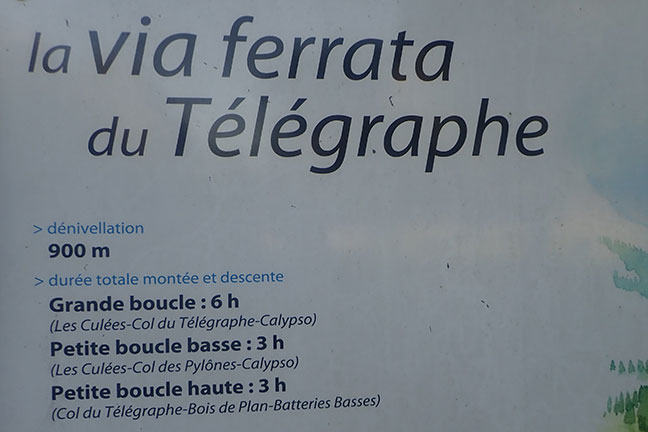 la via ferrata
du Télégraphe
> dénivellation
900 m
> durée totale montée et descente
Grande boucle : 6 h
(Les Culées-Col du Télégraphe-Calypso)
Petite boucle basse : 3 h
(Les Culées-Col des Pylônes-Calypso)
Petite boucle haute : 3 h
(Col du Télégraphe-Bois de Plan-Batteries Basses)